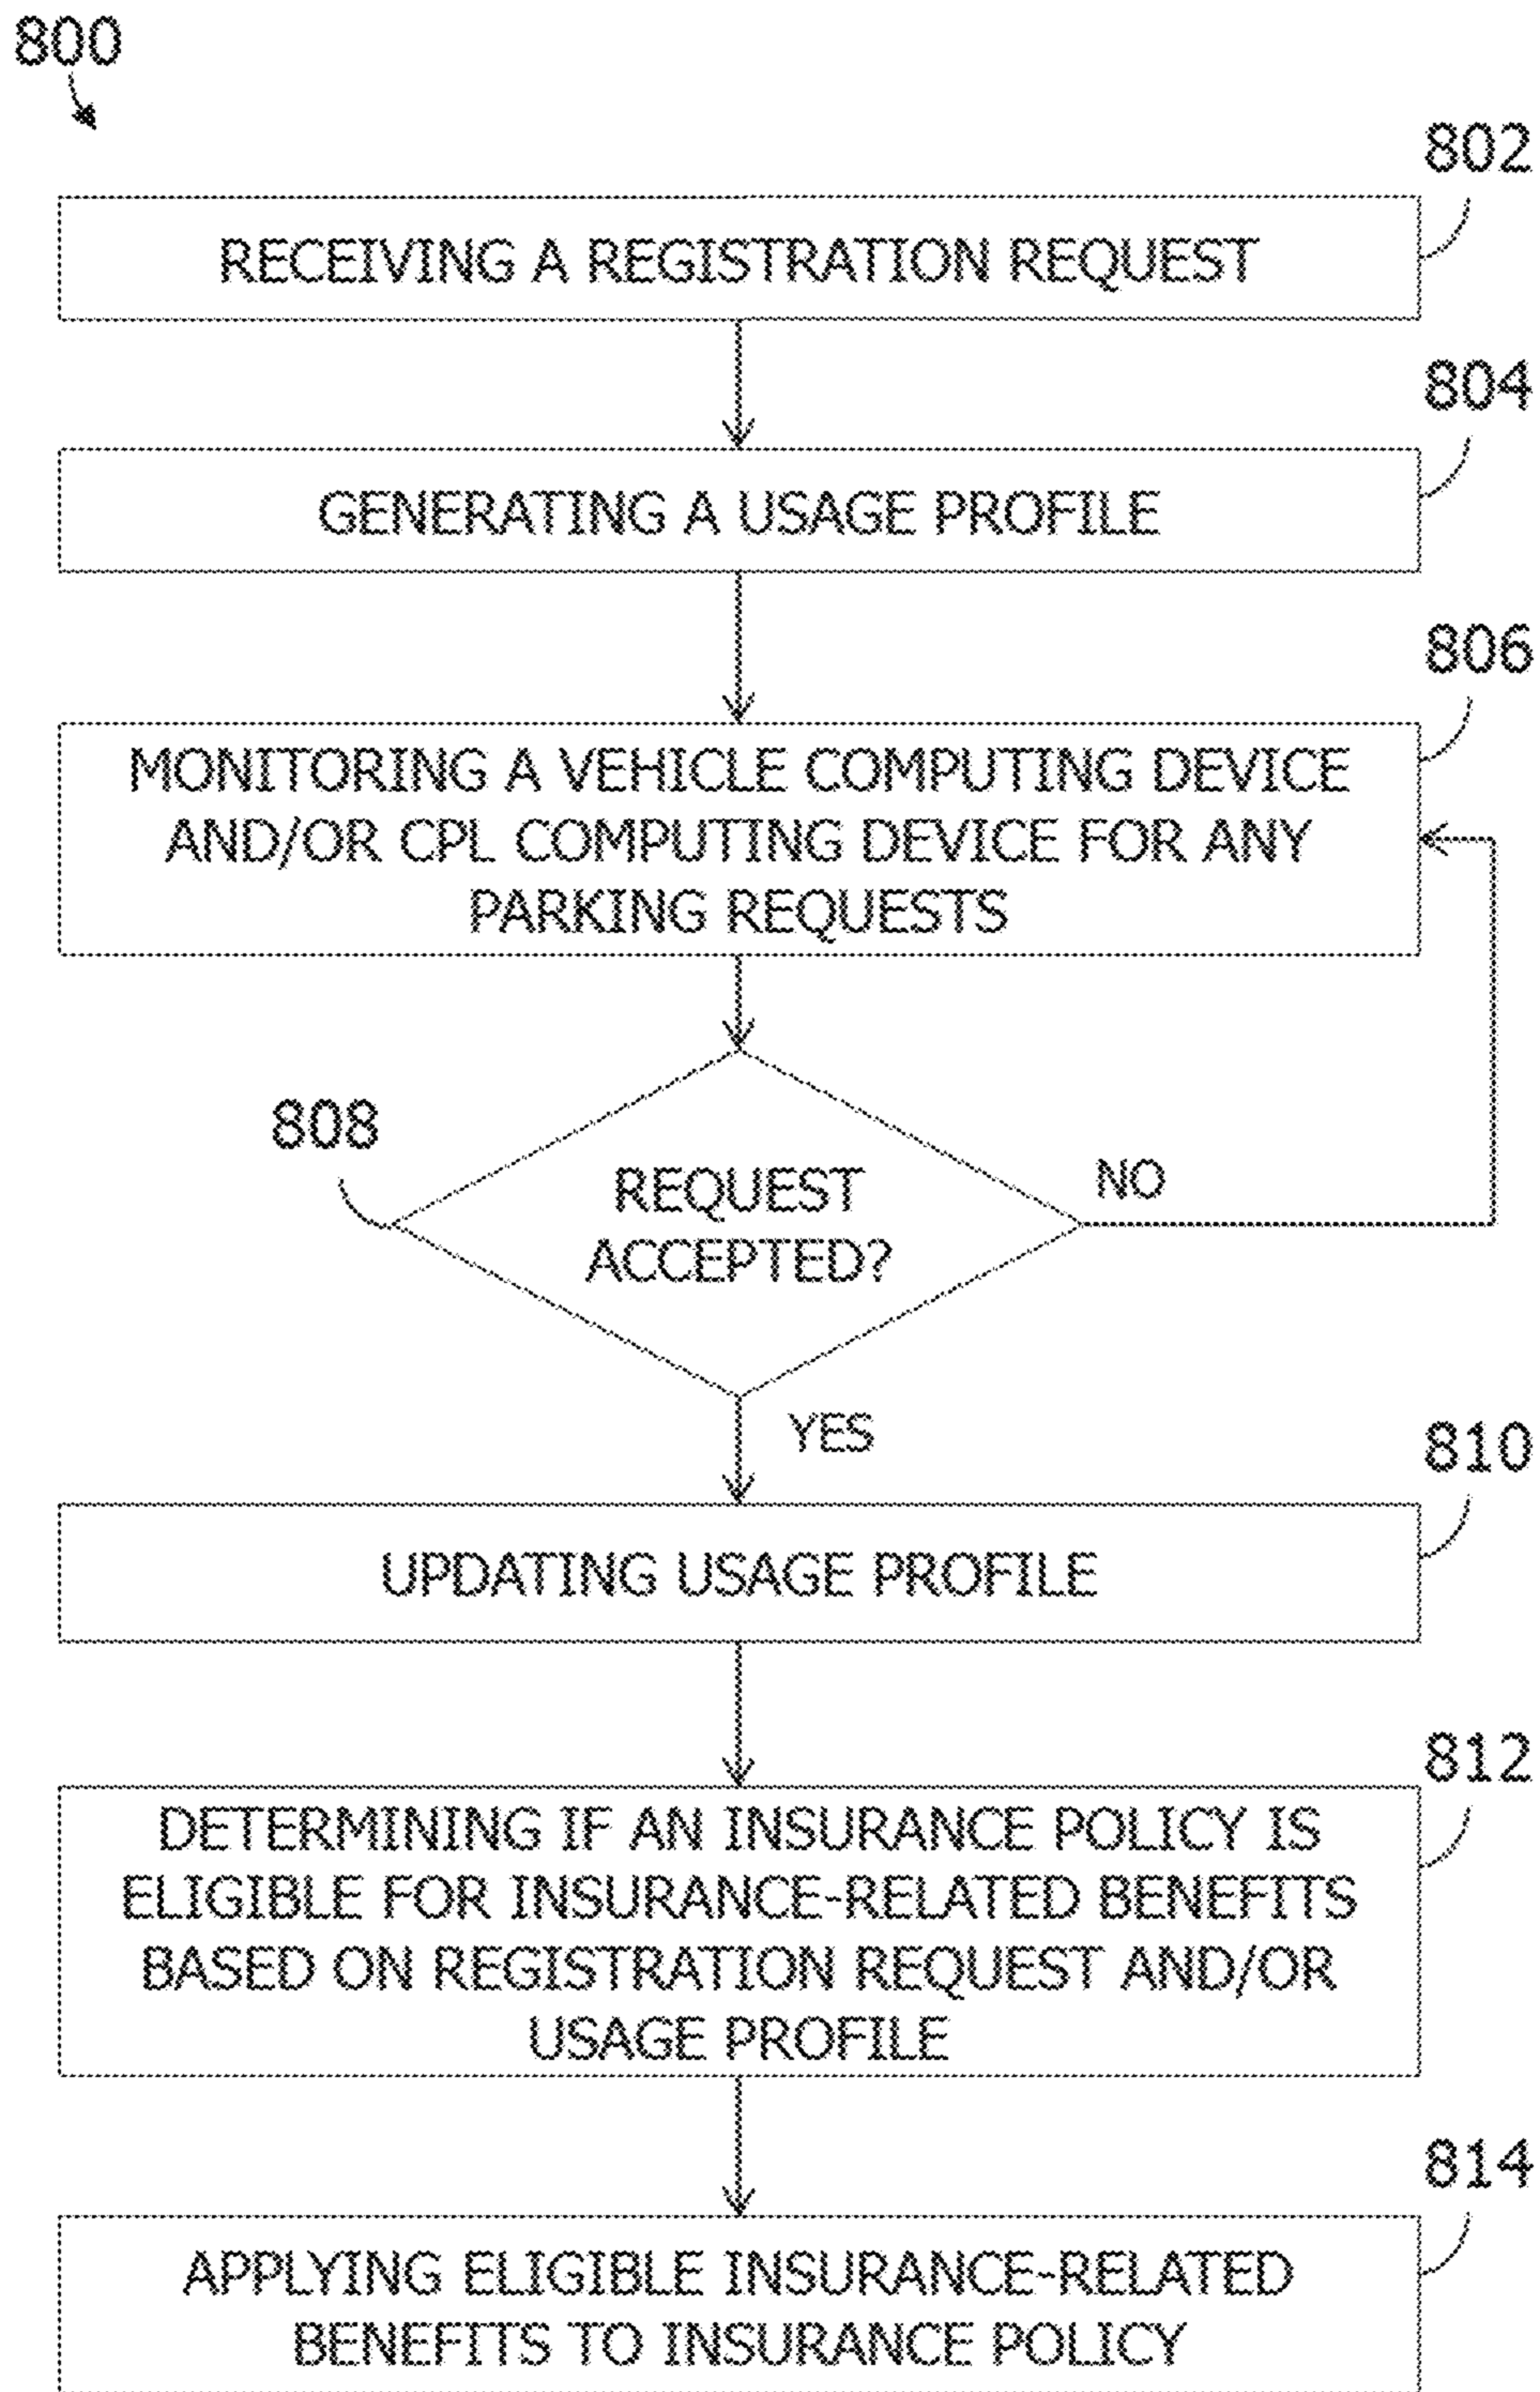 800
802
RECEIVING A REGISTRATION REQUEST
804
GENERATING A USAGE PROFILE
806
MONITORING A VEHICLE COMPUTING DEVICE
AND/OR CPL COMPUTING DEVICE FOR ANY
PARKING REQUESTS
808
REQUEST
ACCEPTED?
NO
YES
810
UPDATING USAGE PROFILE
812
DETERMINING IF AN INSURANCE POLICY IS
ELIGIBLE FOR INSURANCE-RELATED BENEFITS
BASED ON REGISTRATION REQUEST AND/OR
USAGE PROFILE
814
APPLYING ELIGIBLE INSURANCE-RELATED
BENEFITS TO INSURANCE POLICY